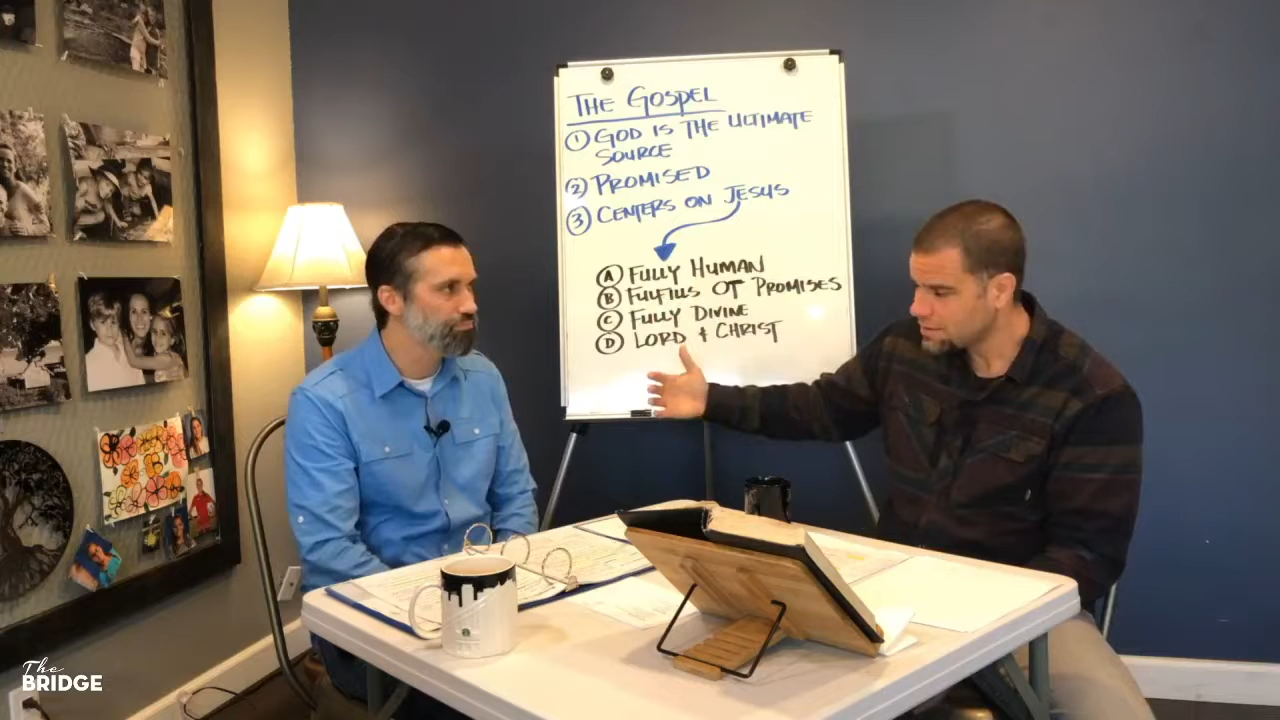 THE GOSPEL
① GOD IS THE ULTIMATE
SOURCE
② PROMISED
③ CENTERS ON JESUS
Ⓐ FULLY HUMAN
Ⓑ FULFILLS OT PROMISES
Ⓒ FULLY DIVINE
Ⓓ LORD & CHRIST
The
BRIDGE